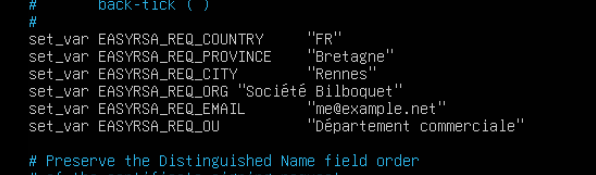 #        back-tick (`)
#
set_var EASYRSA_REQ_COUNTRY     "FR"
set_var EASYRSA_REQ_PROVINCE    "Bretagne"
set_var EASYRSA_REQ_CITY        "Rennes"
set_var EASYRSA_REQ_ORG "Société Bilboquet"
set_var EASYRSA_REQ_EMAIL       "me@example.net"
set_var EASYRSA_REQ_OU          "Département commerciale"
# Preserve the Distinguished Name field order